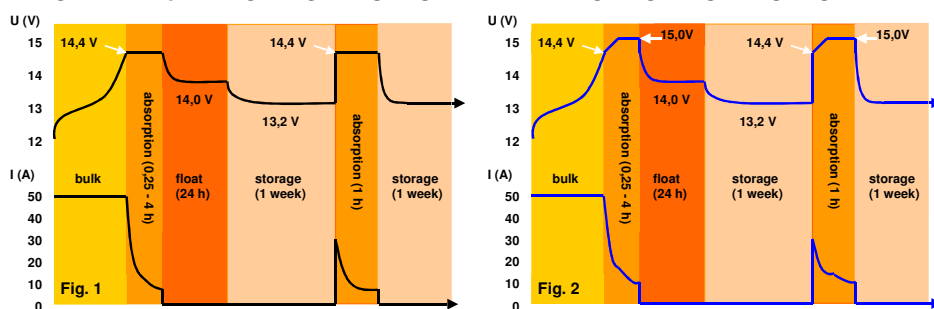 U (V)
15
14
13
12
14,4 V
14,0 V
13,2 V
14,4 V
absorption (0,25 - 4 h)
absorption (1 h)
I (A)
bulk
float
(24 h)
storage
(1 week)
storage
(1 week)
50
40
30
20
10
0
Fig. 1
U (V)
15
14
13
12
14,4 V
15,0V
14,0 V
13,2 V
14,4 V
15,0V
absorption (0,25 - 4 h)
absorption (1 h)
I (A)
bulk
float
(24 h)
storage
(1 week)
storage
(1 week)
50
40
30
20
10
0
Fig. 2